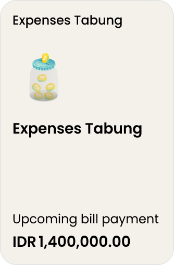 Expenses Tabung
Expenses Tabung
Upcoming bill payment
IDR 1,400,000.00